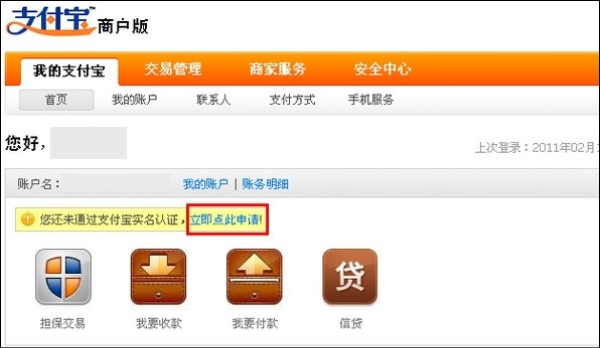 支付宝™ 商户版
我的支付宝 交易管理 商家服务 安全中心
首页 我的账户 联系人 支付方式 手机服务
您好，
上次登录：2011年02月
账户名： 我的账户 | 账务明细
您还未通过支付宝实名认证，立即点此申请!
贷
担保交易 我要收款 我要付款 信贷